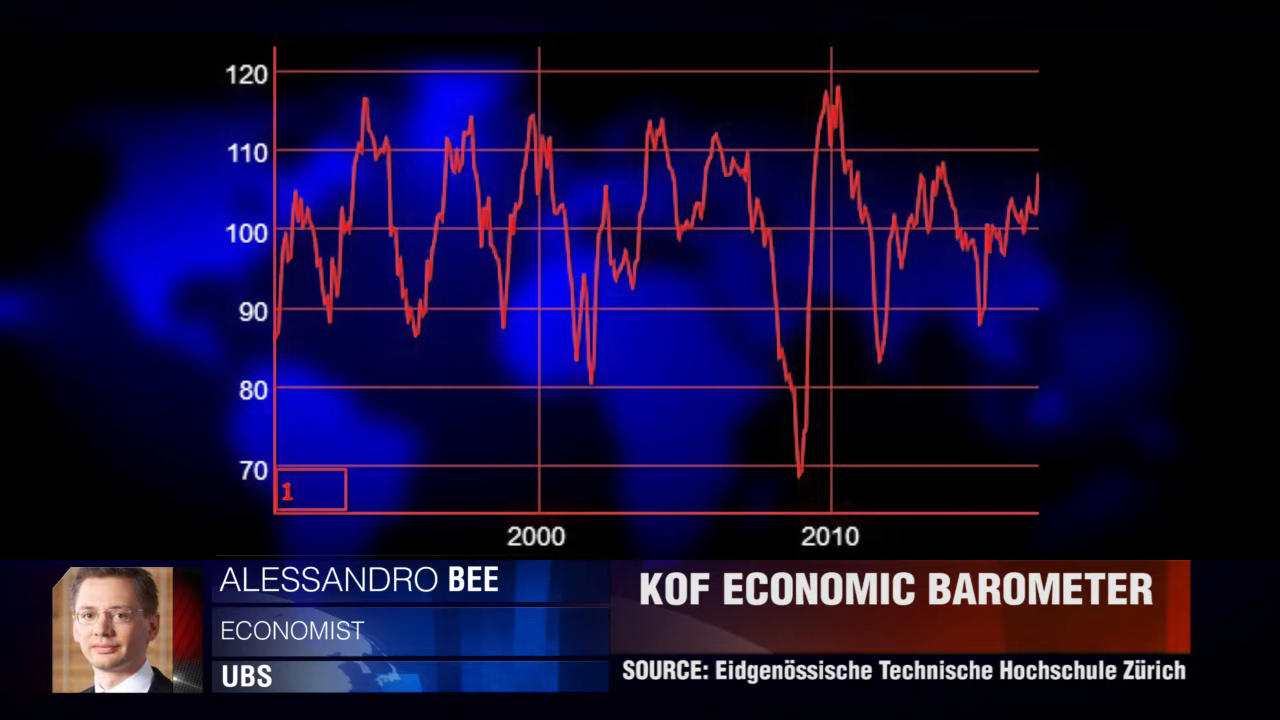 120
110
100
90
80
70
1
2000
2010
ALESSANDRO BEE
ECONOMIST
UBS
KOF ECONOMIC BAROMETER
SOURCE: Eidgenössische Technische Hochschule Zürich